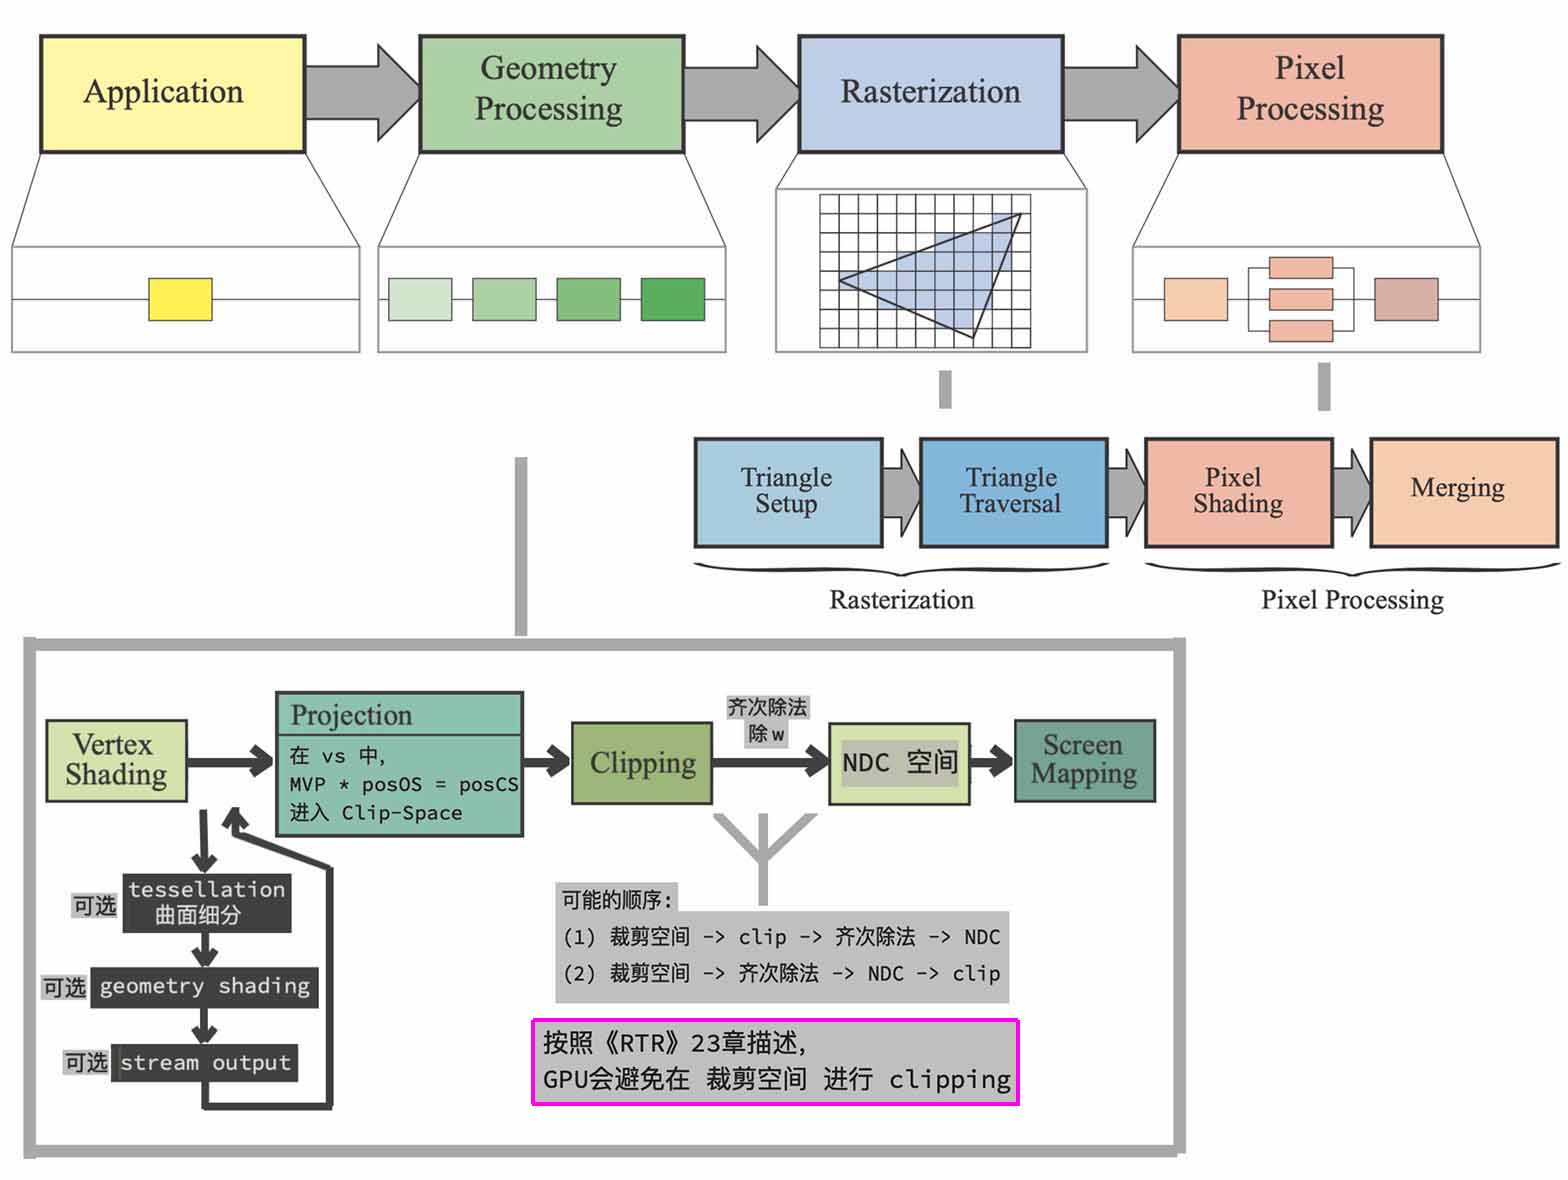 Application
Geometry
Processing
Rasterization
Pixel
Processing
Triangle
Setup
Triangle
Traversal
Pixel
Shading
Merging
Rasterization
Pixel Processing
Vertex
Shading
Projection
在 vs 中,
MVP * posOS = posCS
进入 Clip-Space
Clipping
齐次除法
除 w
NDC 空间
Screen
Mapping
可选
tessellation
曲面细分
可选
geometry shading
可选
stream output
可能的顺序:
(1) 裁剪空间 -> clip -> 齐次除法 -> NDC
(2) 裁剪空间 -> 齐次除法 -> NDC -> clip
按照《RTR》23章描述,
GPU会避免在 裁剪空间 进行 clipping